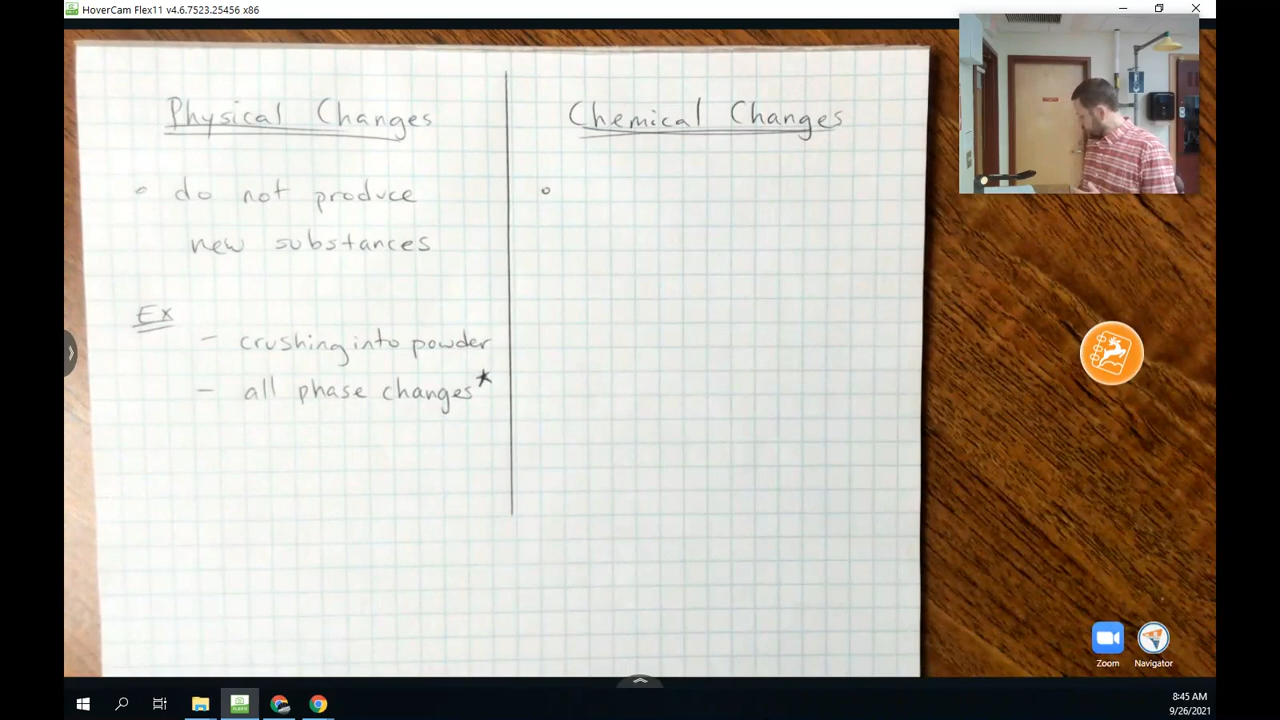 HoverCam Flex11 v4.6.7523.25456 x86
Physical Changes
Chemical Changes
° do not produce
new substances
°
Ex
- crushing into powder
- all phase changes*
Zoom
Navigator
8:45 AM
9/26/2021